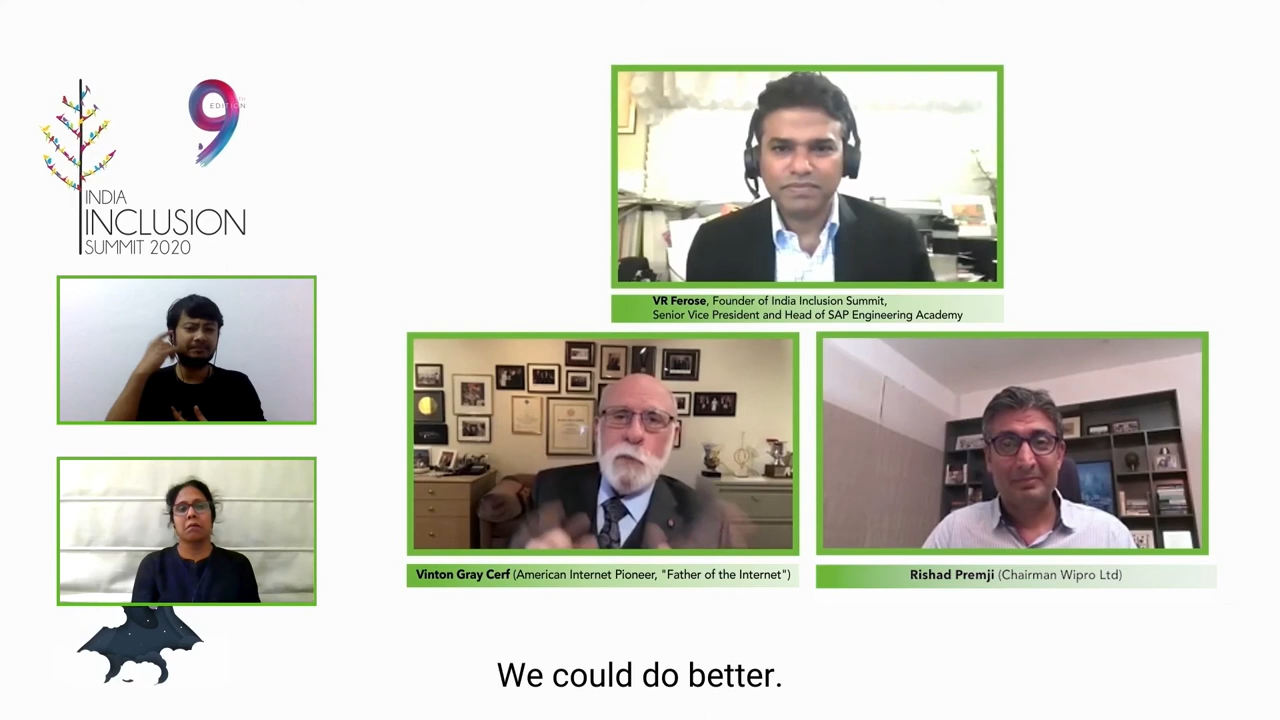 9
TH
EDITION
INDIA
INCLUSION
SUMMIT 2020
VR Ferose, Founder of India Inclusion Summit,
Senior Vice President and Head of SAP Engineering Academy
Vinton Gray Cerf (American Internet Pioneer, "Father of the Internet")
Rishad Premji (Chairman Wipro Ltd)
We could do better.